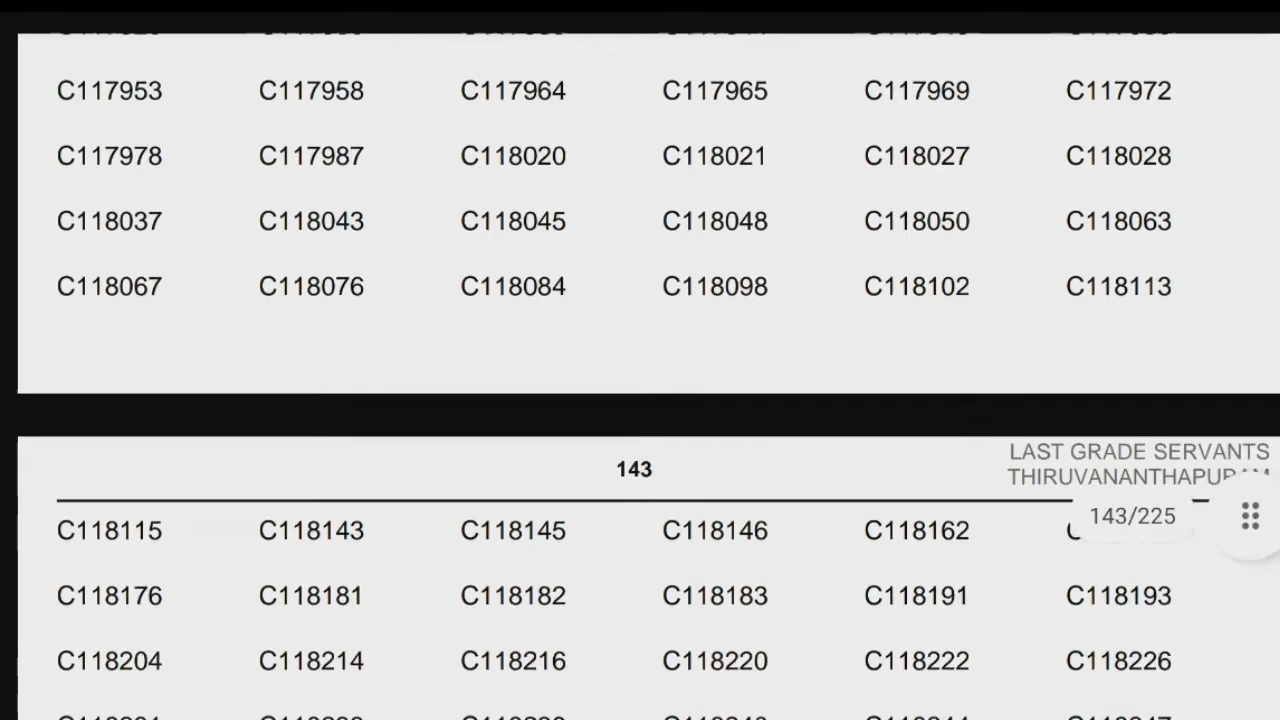 C117953 C117958 C117964 C117965 C117969 C117972
C117978 C117987 C118020 C118021 C118027 C118028
C118037 C118043 C118045 C118048 C118050 C118063
C118067 C118076 C118084 C118098 C118102 C118113
143
LAST GRADE SERVANTS
143/225
C118115 C118143 C118145 C118146 C118162
C118176 C118181 C118182 C118183 C118191 C118193
C118204 C118214 C118216 C118220 C118222 C118226